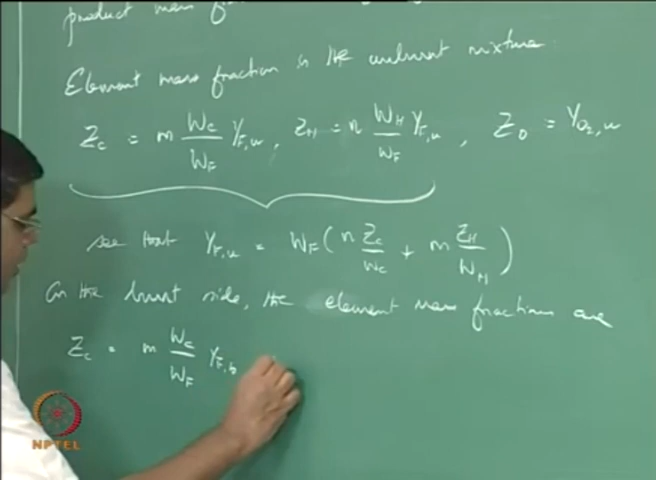 product mass fra
Element mass fraction in the unburnt mixture
Z_C = m W_C/W_F Y_F,u , Z_H = n W_H/W_F Y_F,u , Z_O = Y_O2,u
see that Y_F,u = W_F ( n Z_C/W_C + m Z_H/W_H )
On the burnt side, the element mass fractions are
Z_C = m W_C/W_F Y_F,b
NPTEL